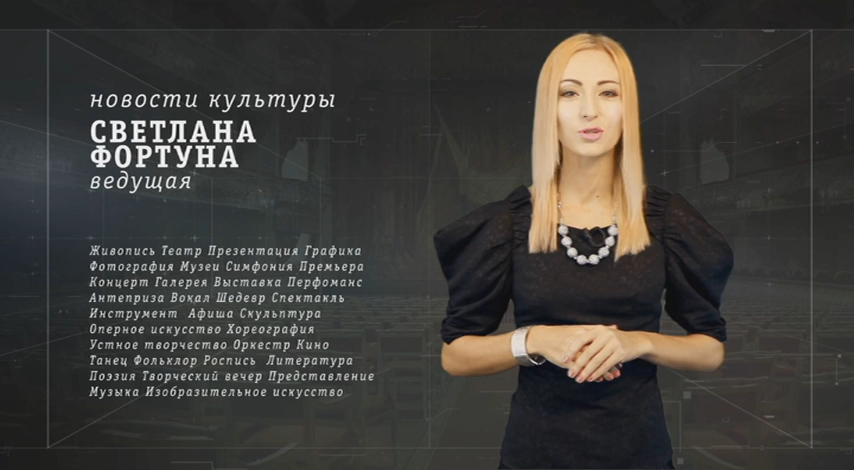 новости культуры
СВЕТЛАНА
ФОРТУНА
ведущая
Живопись Театр Презентация Графика
Фотография Музеи Симфония Премьера
Концерт Галерея Выставка Перфоманс
Антеприза Вокал Шедевр Спектакль
Инструмент Афиша Скульптура
Оперное искусство Хореография
Устное творчество Оркестр Кино
Танец Фольклор Роспись Литература
Поэзия Творческий вечер Представление
Музыка Изобразительное искусство